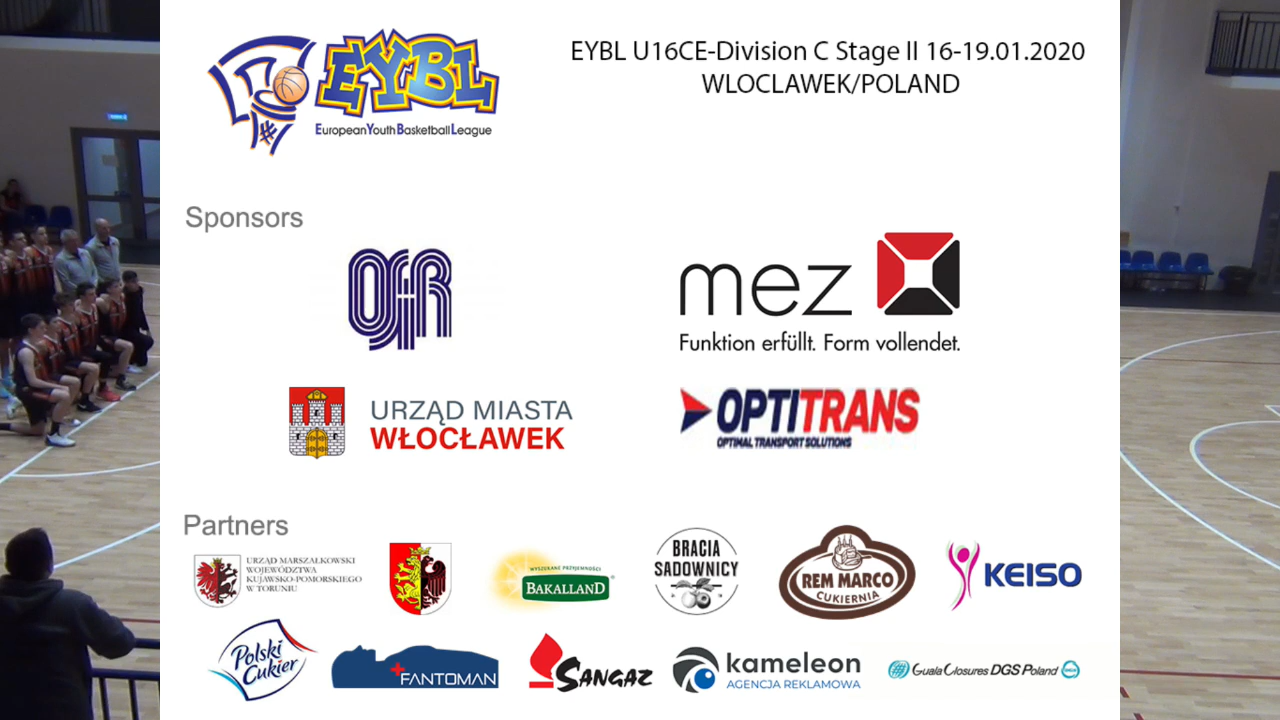 EYBL
European Youth Basketball League
EYBL U16CE-Division C Stage II 16-19.01.2020
WLOCLAWEK/POLAND
Sponsors
mez
Funktion erfüllt. Form vollendet.
URZĄD MIASTA
WŁOCŁAWEK
OPTITRANS
OPTIMAL TRANSPORT SOLUTIONS
Partners
URZĄD MARSZAŁKOWSKI
WOJEWÓDZTWA
KUJAWSKO-POMORSKIEGO
W TORUNIU
WYSZUKANE PRZYJEMNOŚCI
BAKALLAND®
BRACIA
SADOWNICY
REM MARCO
CUKIERNIA
KEISO
Polski
Cukier
FANTOMAN
SANGAZ
kameleon
AGENCJA REKLAMOWA
Guala Closures DGS Poland